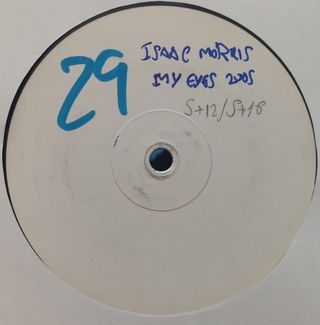 29
ISAAC MORRIS
MY EYES 2005
S+12/S+18